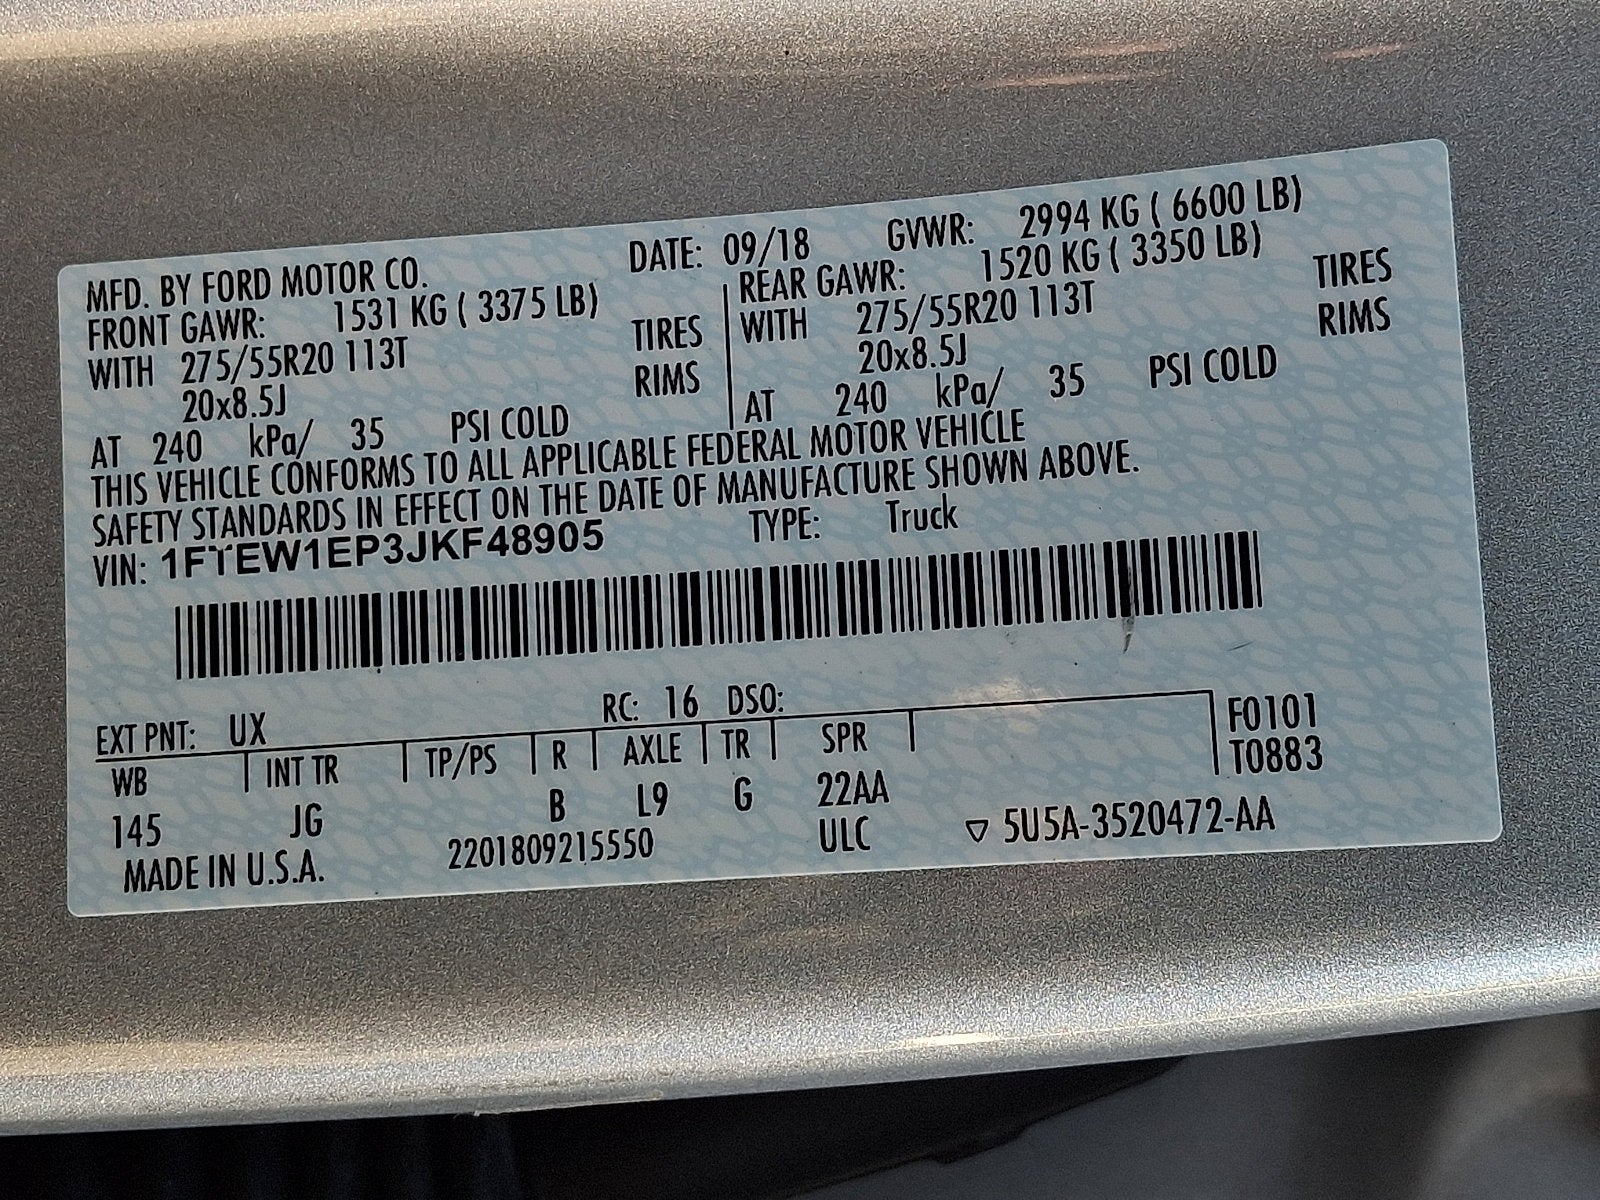 MFD. BY FORD MOTOR CO. DATE: 09/18 GVWR: 2994 KG ( 6600 LB)
FRONT GAWR: 1531 KG ( 3375 LB) REAR GAWR: 1520 KG ( 3350 LB)
WITH 275/55R20 113T TIRES WITH 275/55R20 113T TIRES
20x8.5J RIMS 20x8.5J RIMS
AT 240 kPa/ 35 PSI COLD AT 240 kPa/ 35 PSI COLD
THIS VEHICLE CONFORMS TO ALL APPLICABLE FEDERAL MOTOR VEHICLE
SAFETY STANDARDS IN EFFECT ON THE DATE OF MANUFACTURE SHOWN ABOVE.
VIN: 1FTEW1EP3JKF48905 TYPE: Truck
EXT PNT: UX RC: 16 DSO: F0101
WB INT TR TP/PS R AXLE TR SPR T0883
145 JG B L9 G 22AA
MADE IN U.S.A. 2201809215550 ULC ▽ 5U5A-3520472-AA